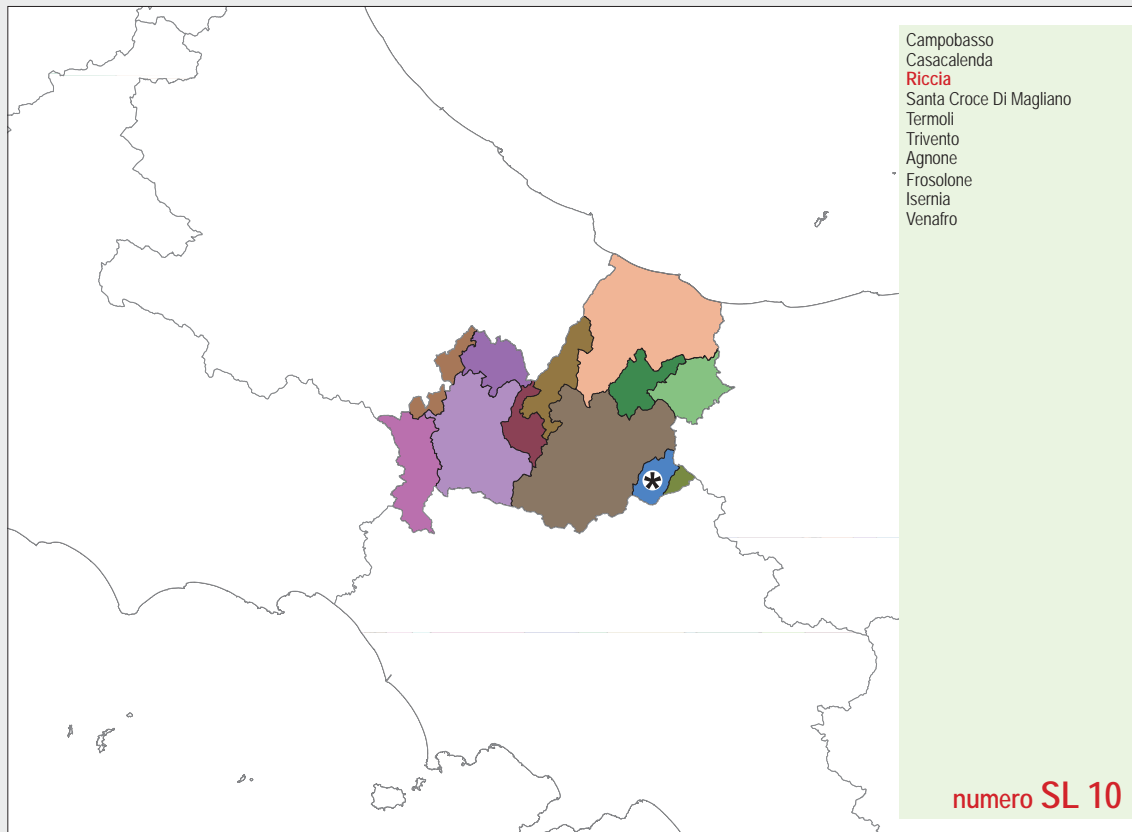 Campobasso
Casacalenda
Riccia
Santa Croce Di Magliano
Termoli
Trivento
Agnone
Frosolone
Isernia
Venafro
numero SL 10